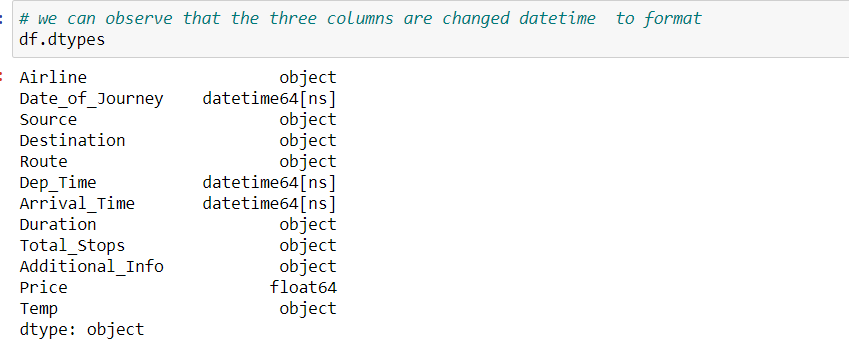 # we can observe that the three columns are changed datetime  to format
df.dtypes
Airline                    object
Date_of_Journey    datetime64[ns]
Source                     object
Destination                object
Route                      object
Dep_Time           datetime64[ns]
Arrival_Time       datetime64[ns]
Duration                   object
Total_Stops                object
Additional_Info            object
Price                     float64
Temp                       object
dtype: object